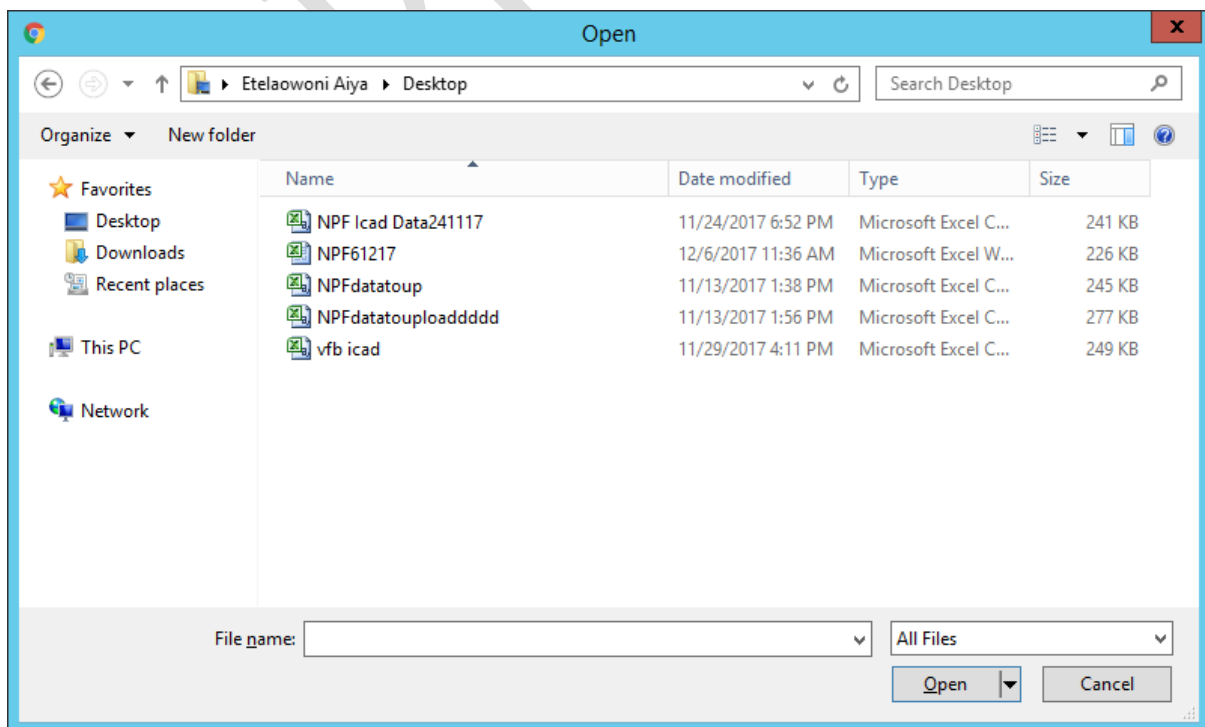 Open
x
Etelaowoni Aiya Desktop Search Desktop
Organize New folder
Name Date modified Type Size
Favorites
Desktop
Downloads
Recent places
This PC
Network
NPF Icad Data241117 11/24/2017 6:52 PM Microsoft Excel C... 241 KB
NPF61217 12/6/2017 11:36 AM Microsoft Excel W... 226 KB
NPFdatatoup 11/13/2017 1:38 PM Microsoft Excel C... 245 KB
NPFdatatouploaddddd 11/13/2017 1:56 PM Microsoft Excel C... 277 KB
vfb icad 11/29/2017 4:11 PM Microsoft Excel C... 249 KB
File name: All Files
Open Cancel